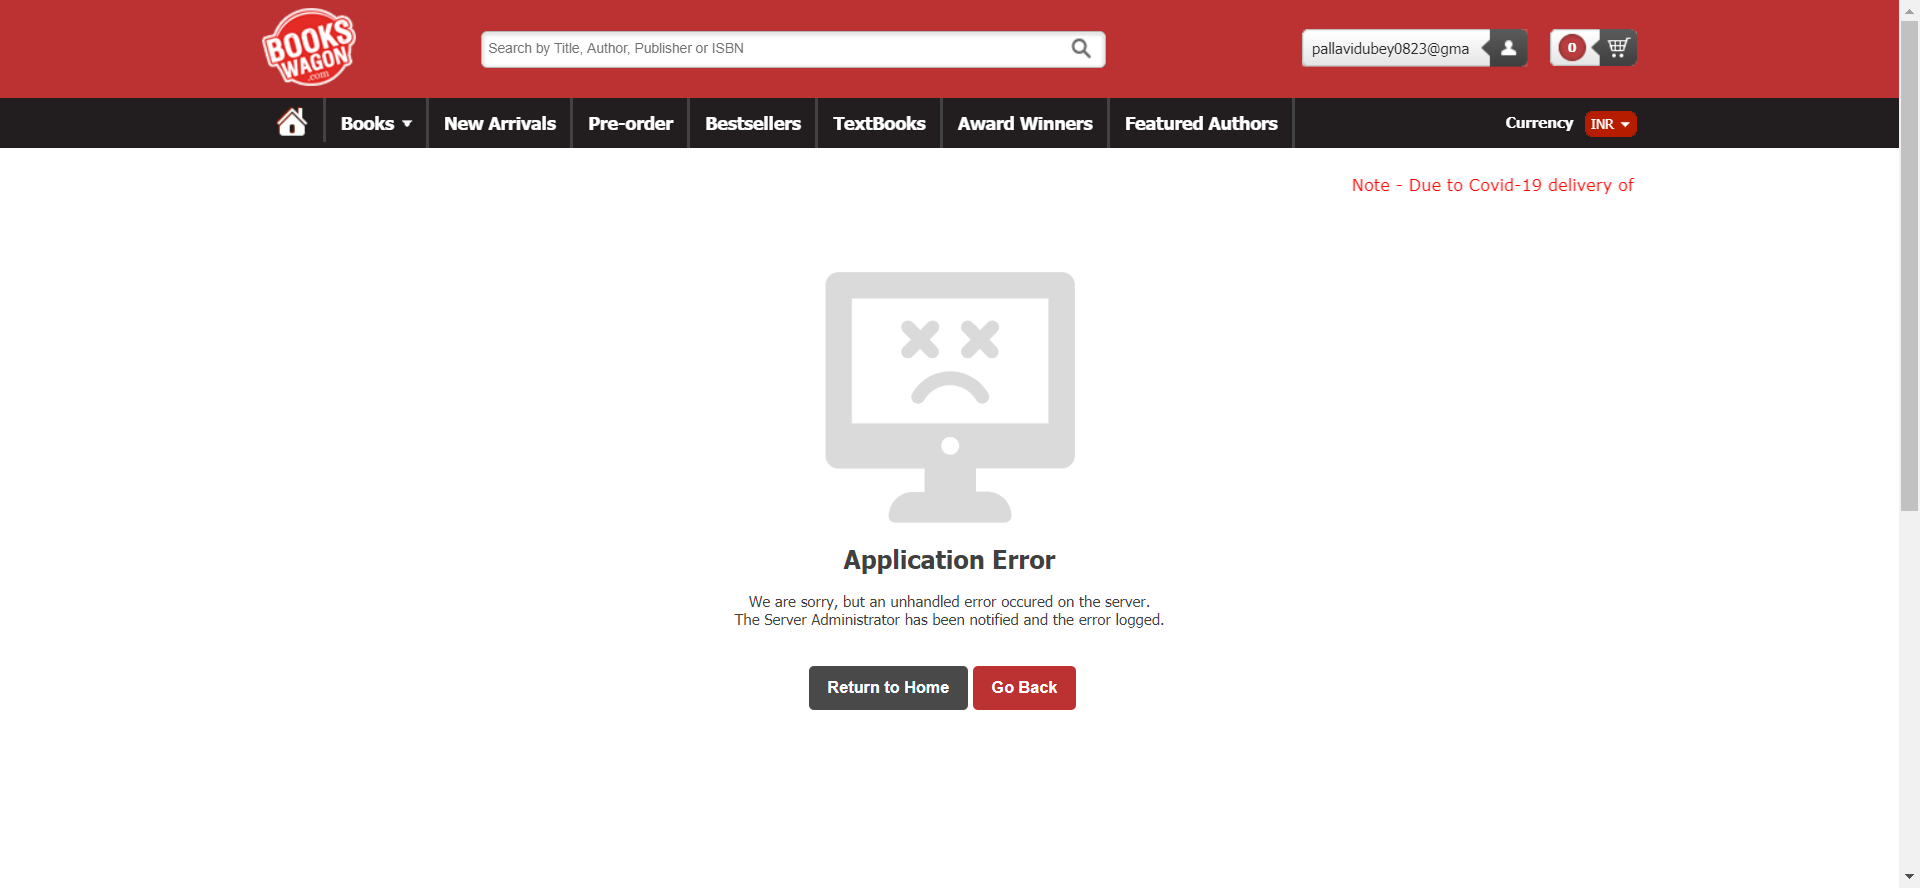 BOOKS
WAGON
.com
Search by Title, Author, Publisher or ISBN
pallavidubey0823@gma
0
Books
New Arrivals
Pre-order
Bestsellers
TextBooks
Award Winners
Featured Authors
Currency
INR
Note - Due to Covid-19 delivery of
Application Error
We are sorry, but an unhandled error occured on the server.
The Server Administrator has been notified and the error logged.
Return to Home
Go Back